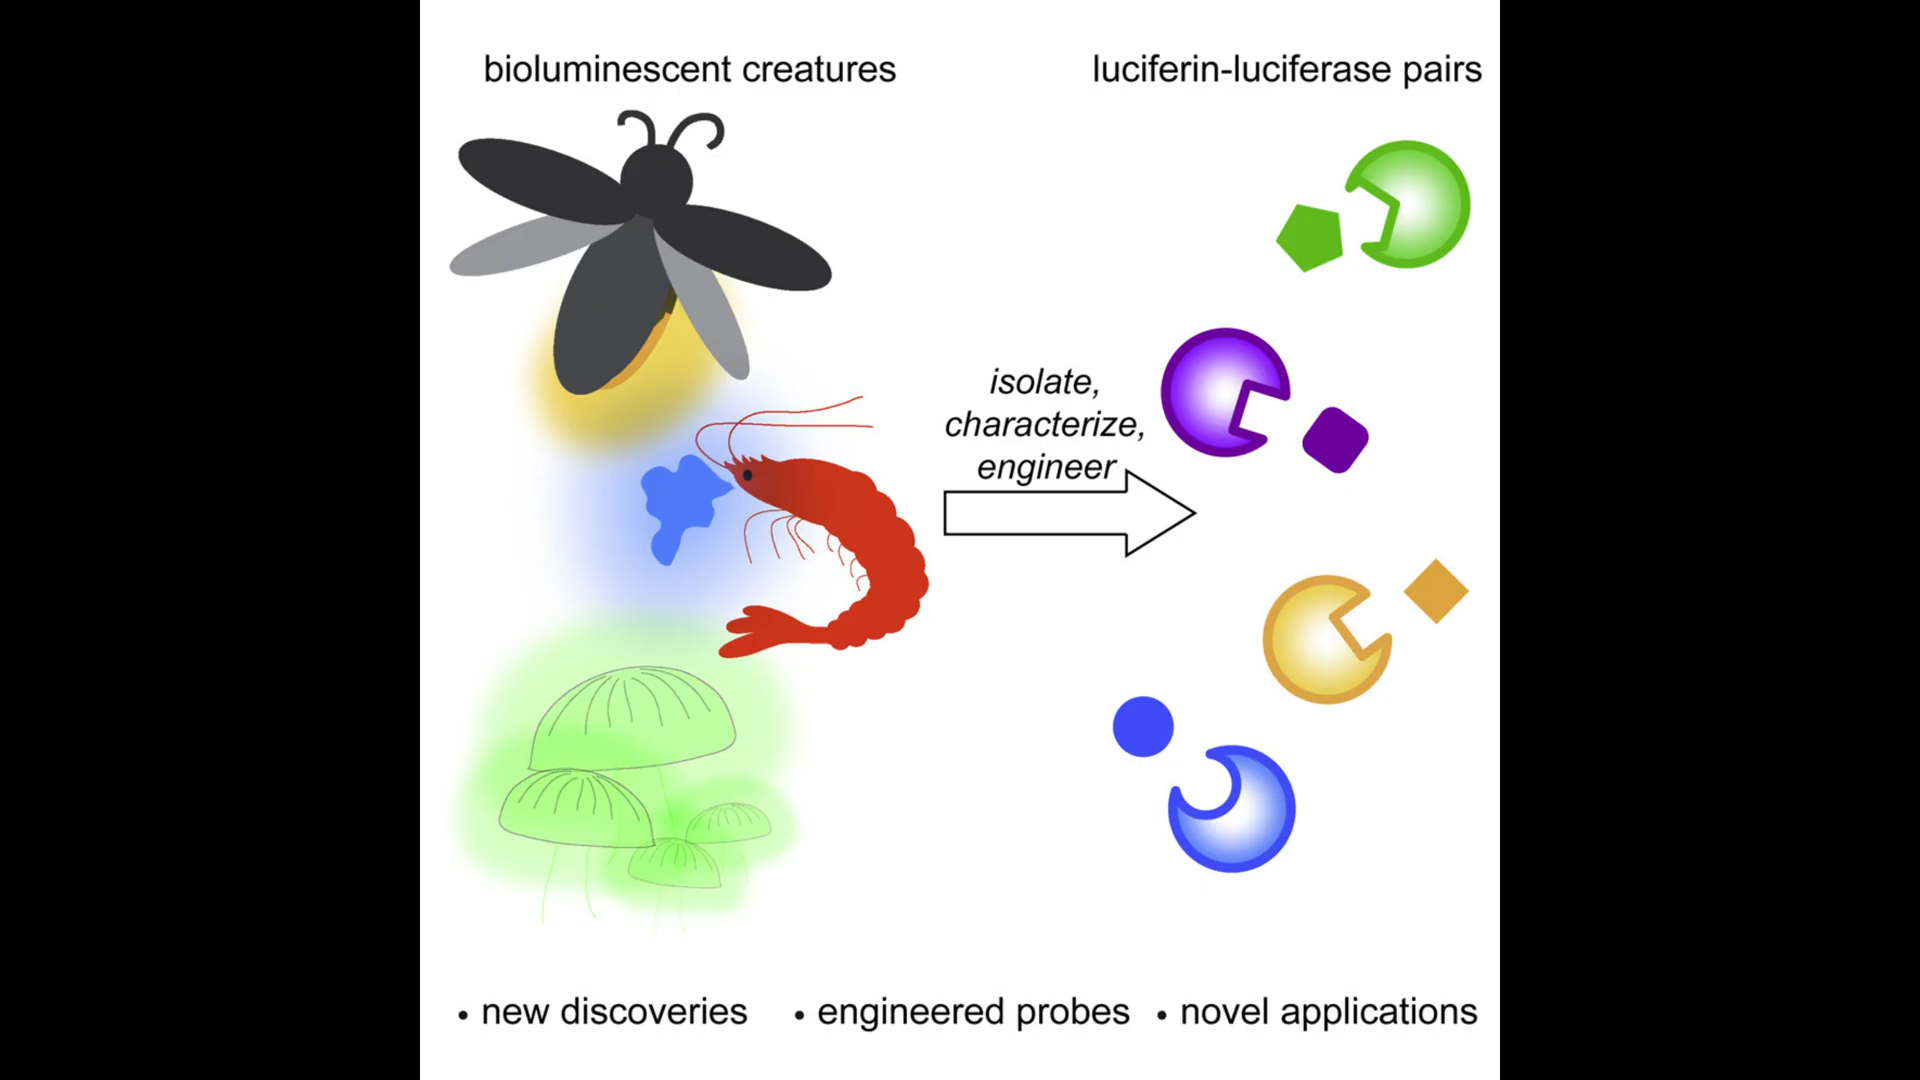 bioluminescent creatures
luciferin-luciferase pairs
isolate,
characterize,
engineer
• new discoveries
• engineered probes
• novel applications